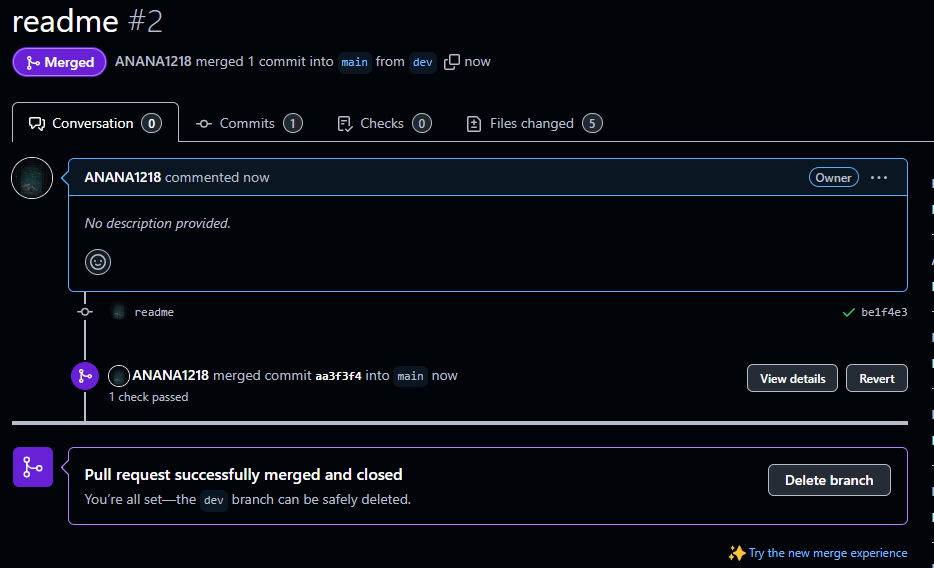 readme #2
Merged ANANA1218 merged 1 commit into main from dev now
Conversation 0 Commits 1 Checks 0 Files changed 5
ANANA1218 commented now Owner
No description provided.
readme be1f4e3
ANANA1218 merged commit aa3f3f4 into main now View details Revert
1 check passed
Pull request successfully merged and closed
You’re all set—the dev branch can be safely deleted. Delete branch
Try the new merge experience